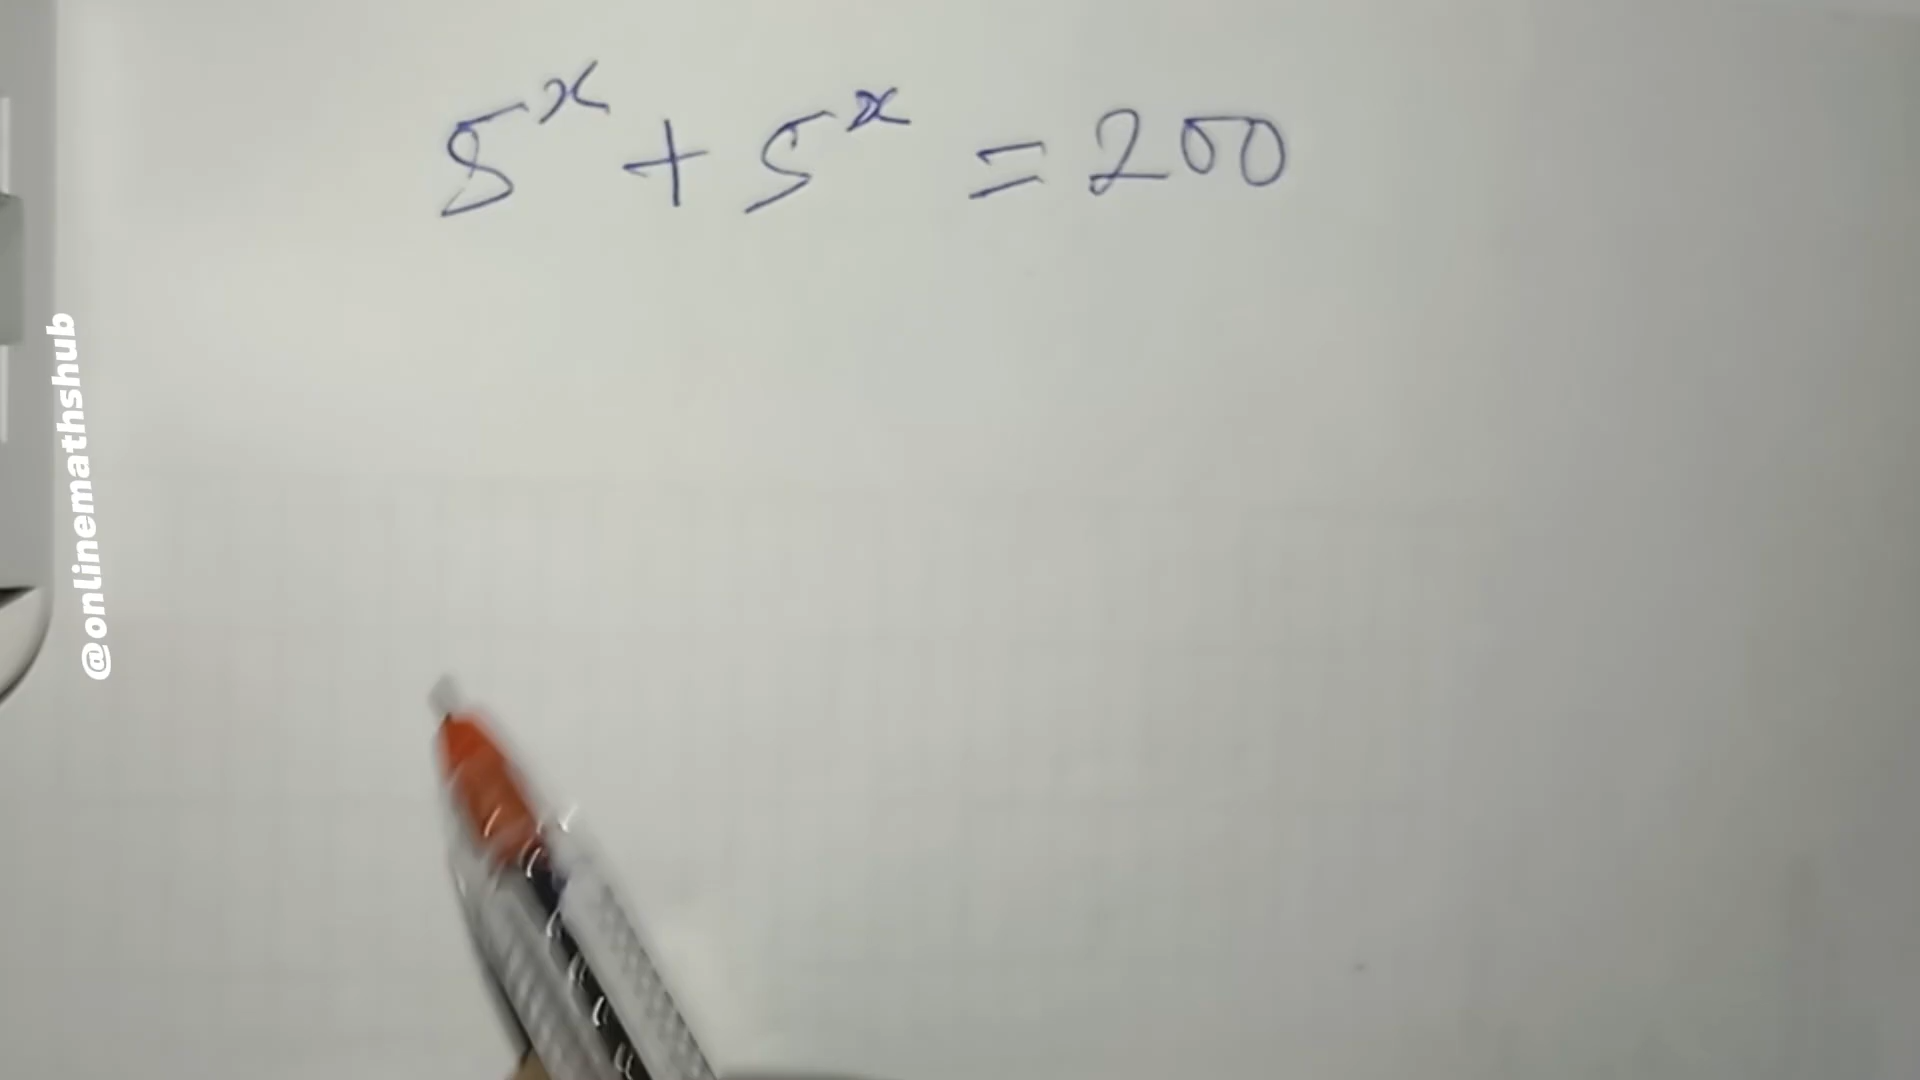 5^x + 5^x = 200
@onlinemathshub